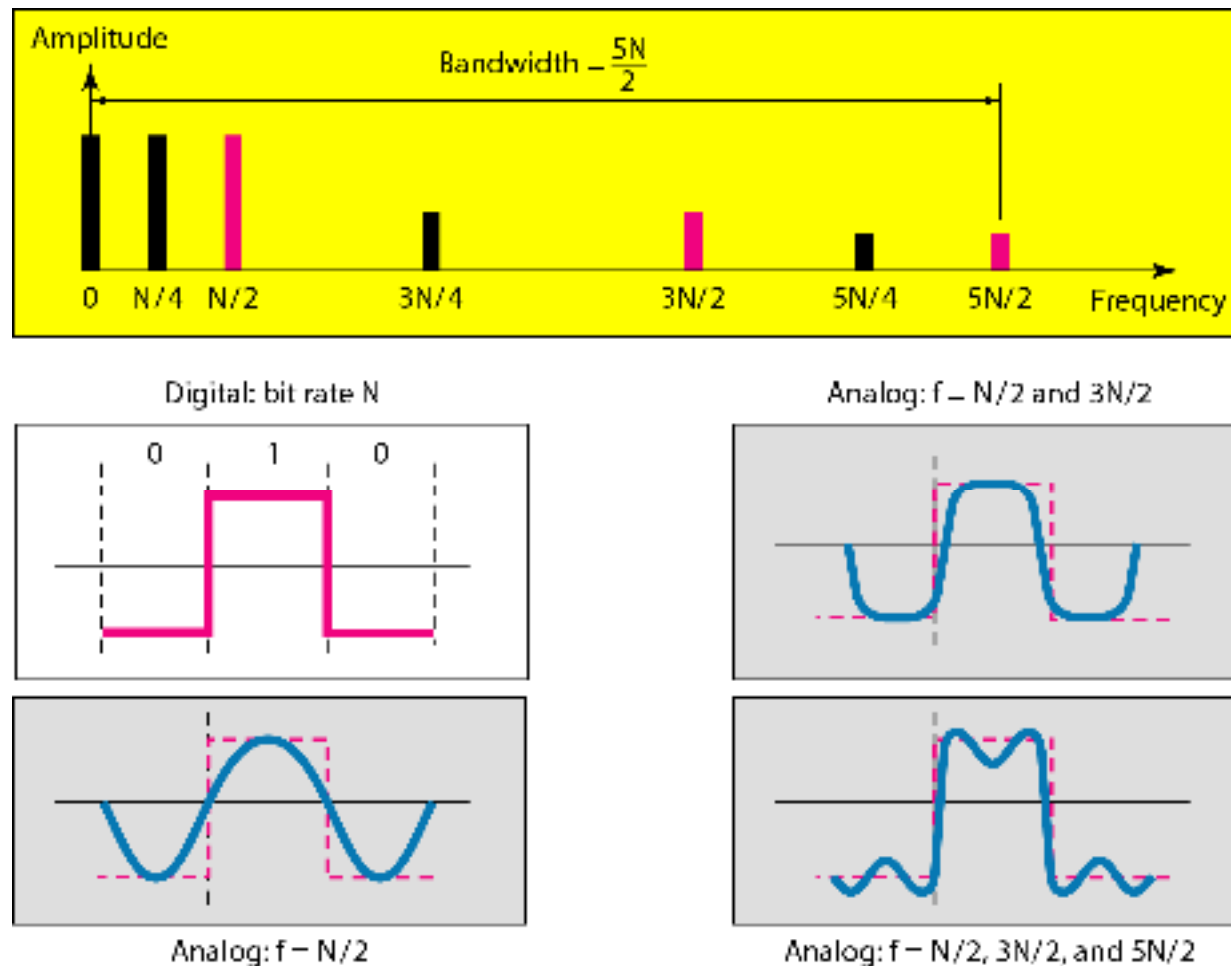 Amplitude
Bandwidth = 5N/2
0 N/4 N/2 3N/4 3N/2 5N/4 5N/2 Frequency
Digital: bit rate N
0 1 0
Analog: f = N/2 and 3N/2
Analog: f = N/2
Analog: f = N/2, 3N/2, and 5N/2